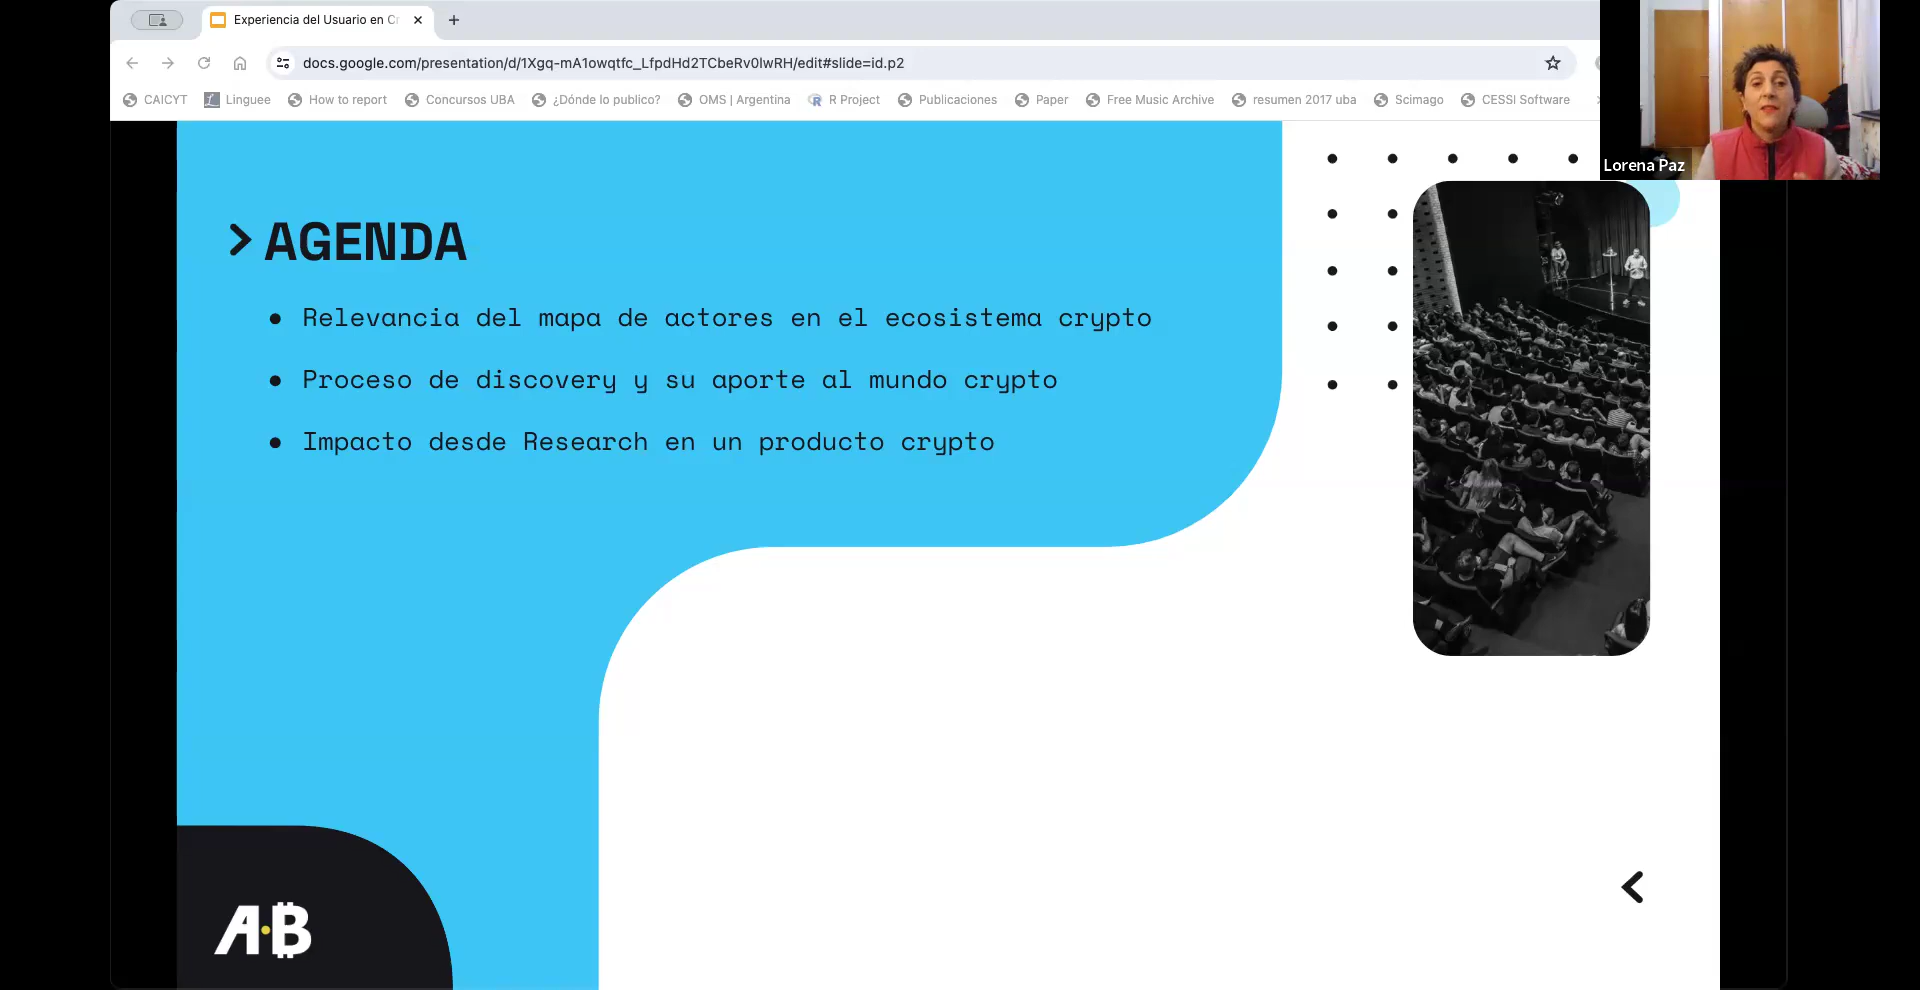 Experiencia del Usuario en Cr
docs.google.com/presentation/d/1Xgq-mA1owqtfc_LfpdHd2TCbeRv0lwRH/edit#slide=id.p2
CAICYT Linguee How to report Concursos UBA ¿Dónde lo publico? OMS | Argentina R Project Publicaciones Paper Free Music Archive resumen 2017 uba Scimago CESSI Software
Lorena Paz
> AGENDA
● Relevancia del mapa de actores en el ecosistema crypto
● Proceso de discovery y su aporte al mundo crypto
● Impacto desde Research en un producto crypto
A·B